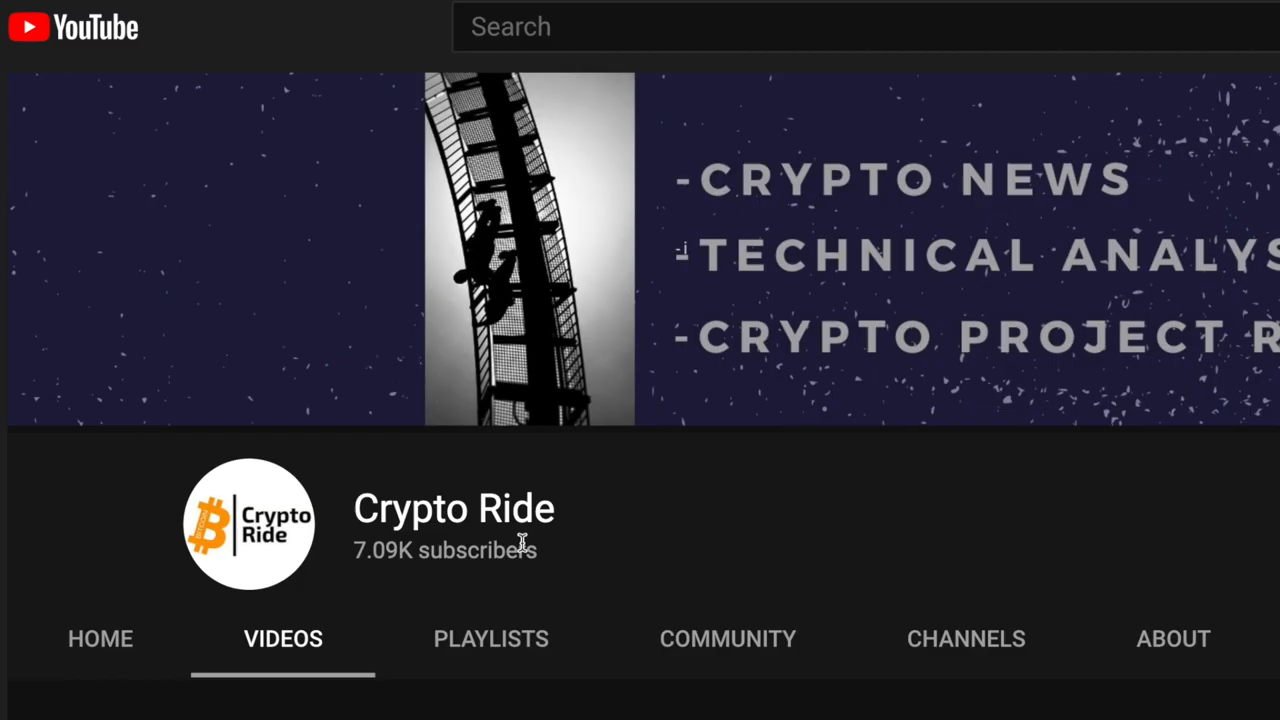 YouTube
Search
-CRYPTO NEWS
-TECHNICAL ANALYS
-CRYPTO PROJECT R
BITCOIN
Crypto
Ride
Crypto Ride
7.09K subscribers
HOME
VIDEOS
PLAYLISTS
COMMUNITY
CHANNELS
ABOUT